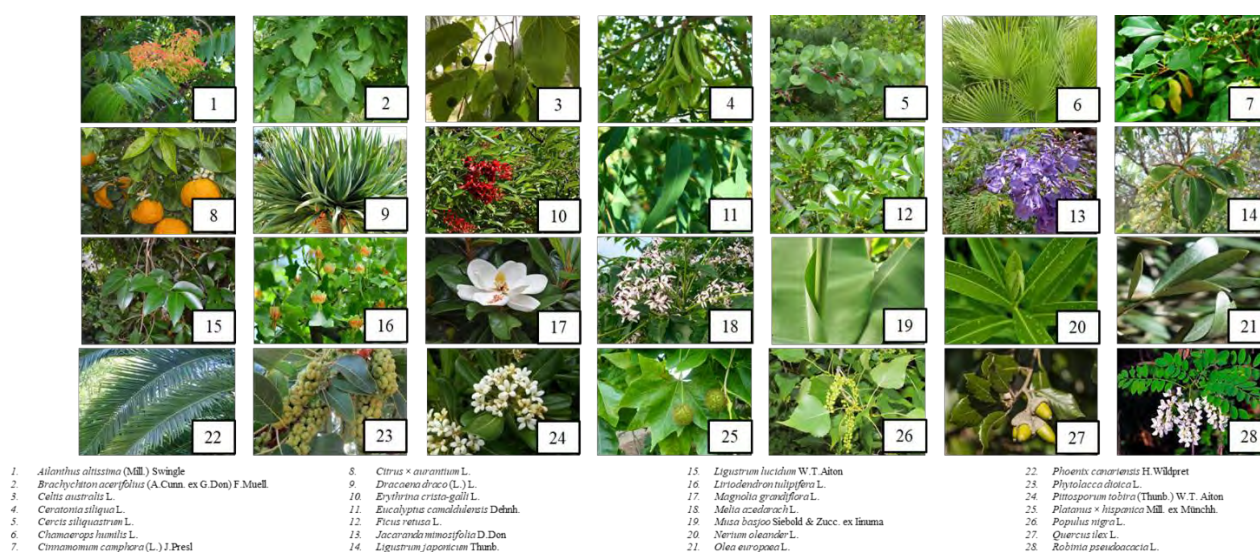 1
2
3
4
5
6
7
8
9
10
11
12
13
14
15
16
17
18
19
20
21
22
23
24
25
26
27
28
1. Ailanthus altissima (Mill.) Swingle
2. Brachychiton acerifolius (A.Cunn. ex G.Don) F.Muell.
3. Celtis australis L.
4. Ceratonia siliqua L.
5. Cercis siliquastrum L.
6. Chamaerops humilis L.
7. Cinnamomum camphora (L.) J.Presl
8. Citrus × aurantium L.
9. Dracaena draco (L.) L.
10. Erythrina crista-galli L.
11. Eucalyptus camaldulensis Dehnh.
12. Ficus retusa L.
13. Jacaranda mimosifolia D.Don
14. Ligustrum japonicum Thunb.
15. Ligustrum lucidum W.T.Aiton
16. Liriodendron tulipifera L.
17. Magnolia grandiflora L.
18. Melia azedarach L.
19. Musa basjoo Siebold & Zucc. ex Iinuma
20. Nerium oleander L.
21. Olea europaea L.
22. Phoenix canariensis H.Wildpret
23. Phytolacca dioica L.
24. Pittosporum tobira (Thunb.) W.T. Aiton
25. Platanus × hispanica Mill. ex Münchh.
26. Populus nigra L.
27. Quercus ilex L.
28. Robinia pseudoacacia L.